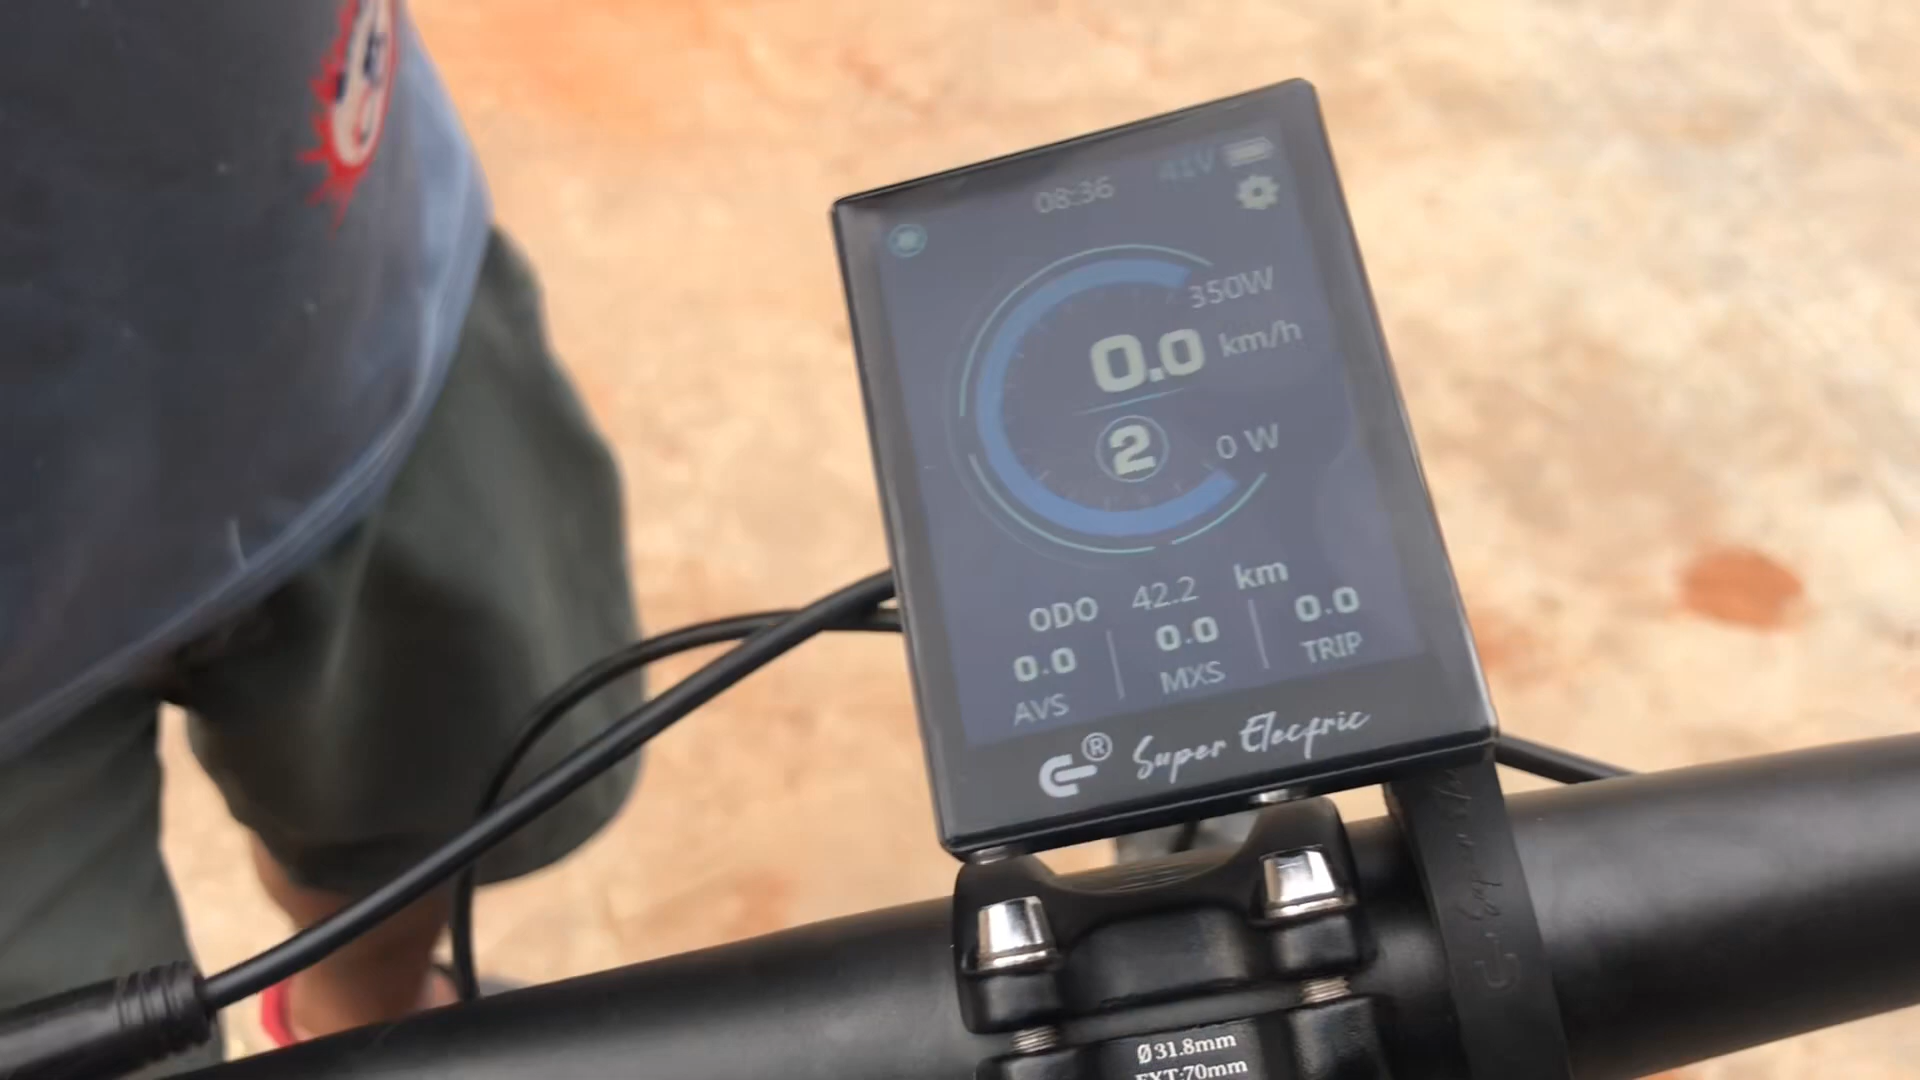 41V
08:36
350W
0.0 km/h
2
0 W
ODO 42.2 km
0.0 0.0 0.0
AVS MXS TRIP
® Super Electric
Ø31.8mm
EXT:70mm